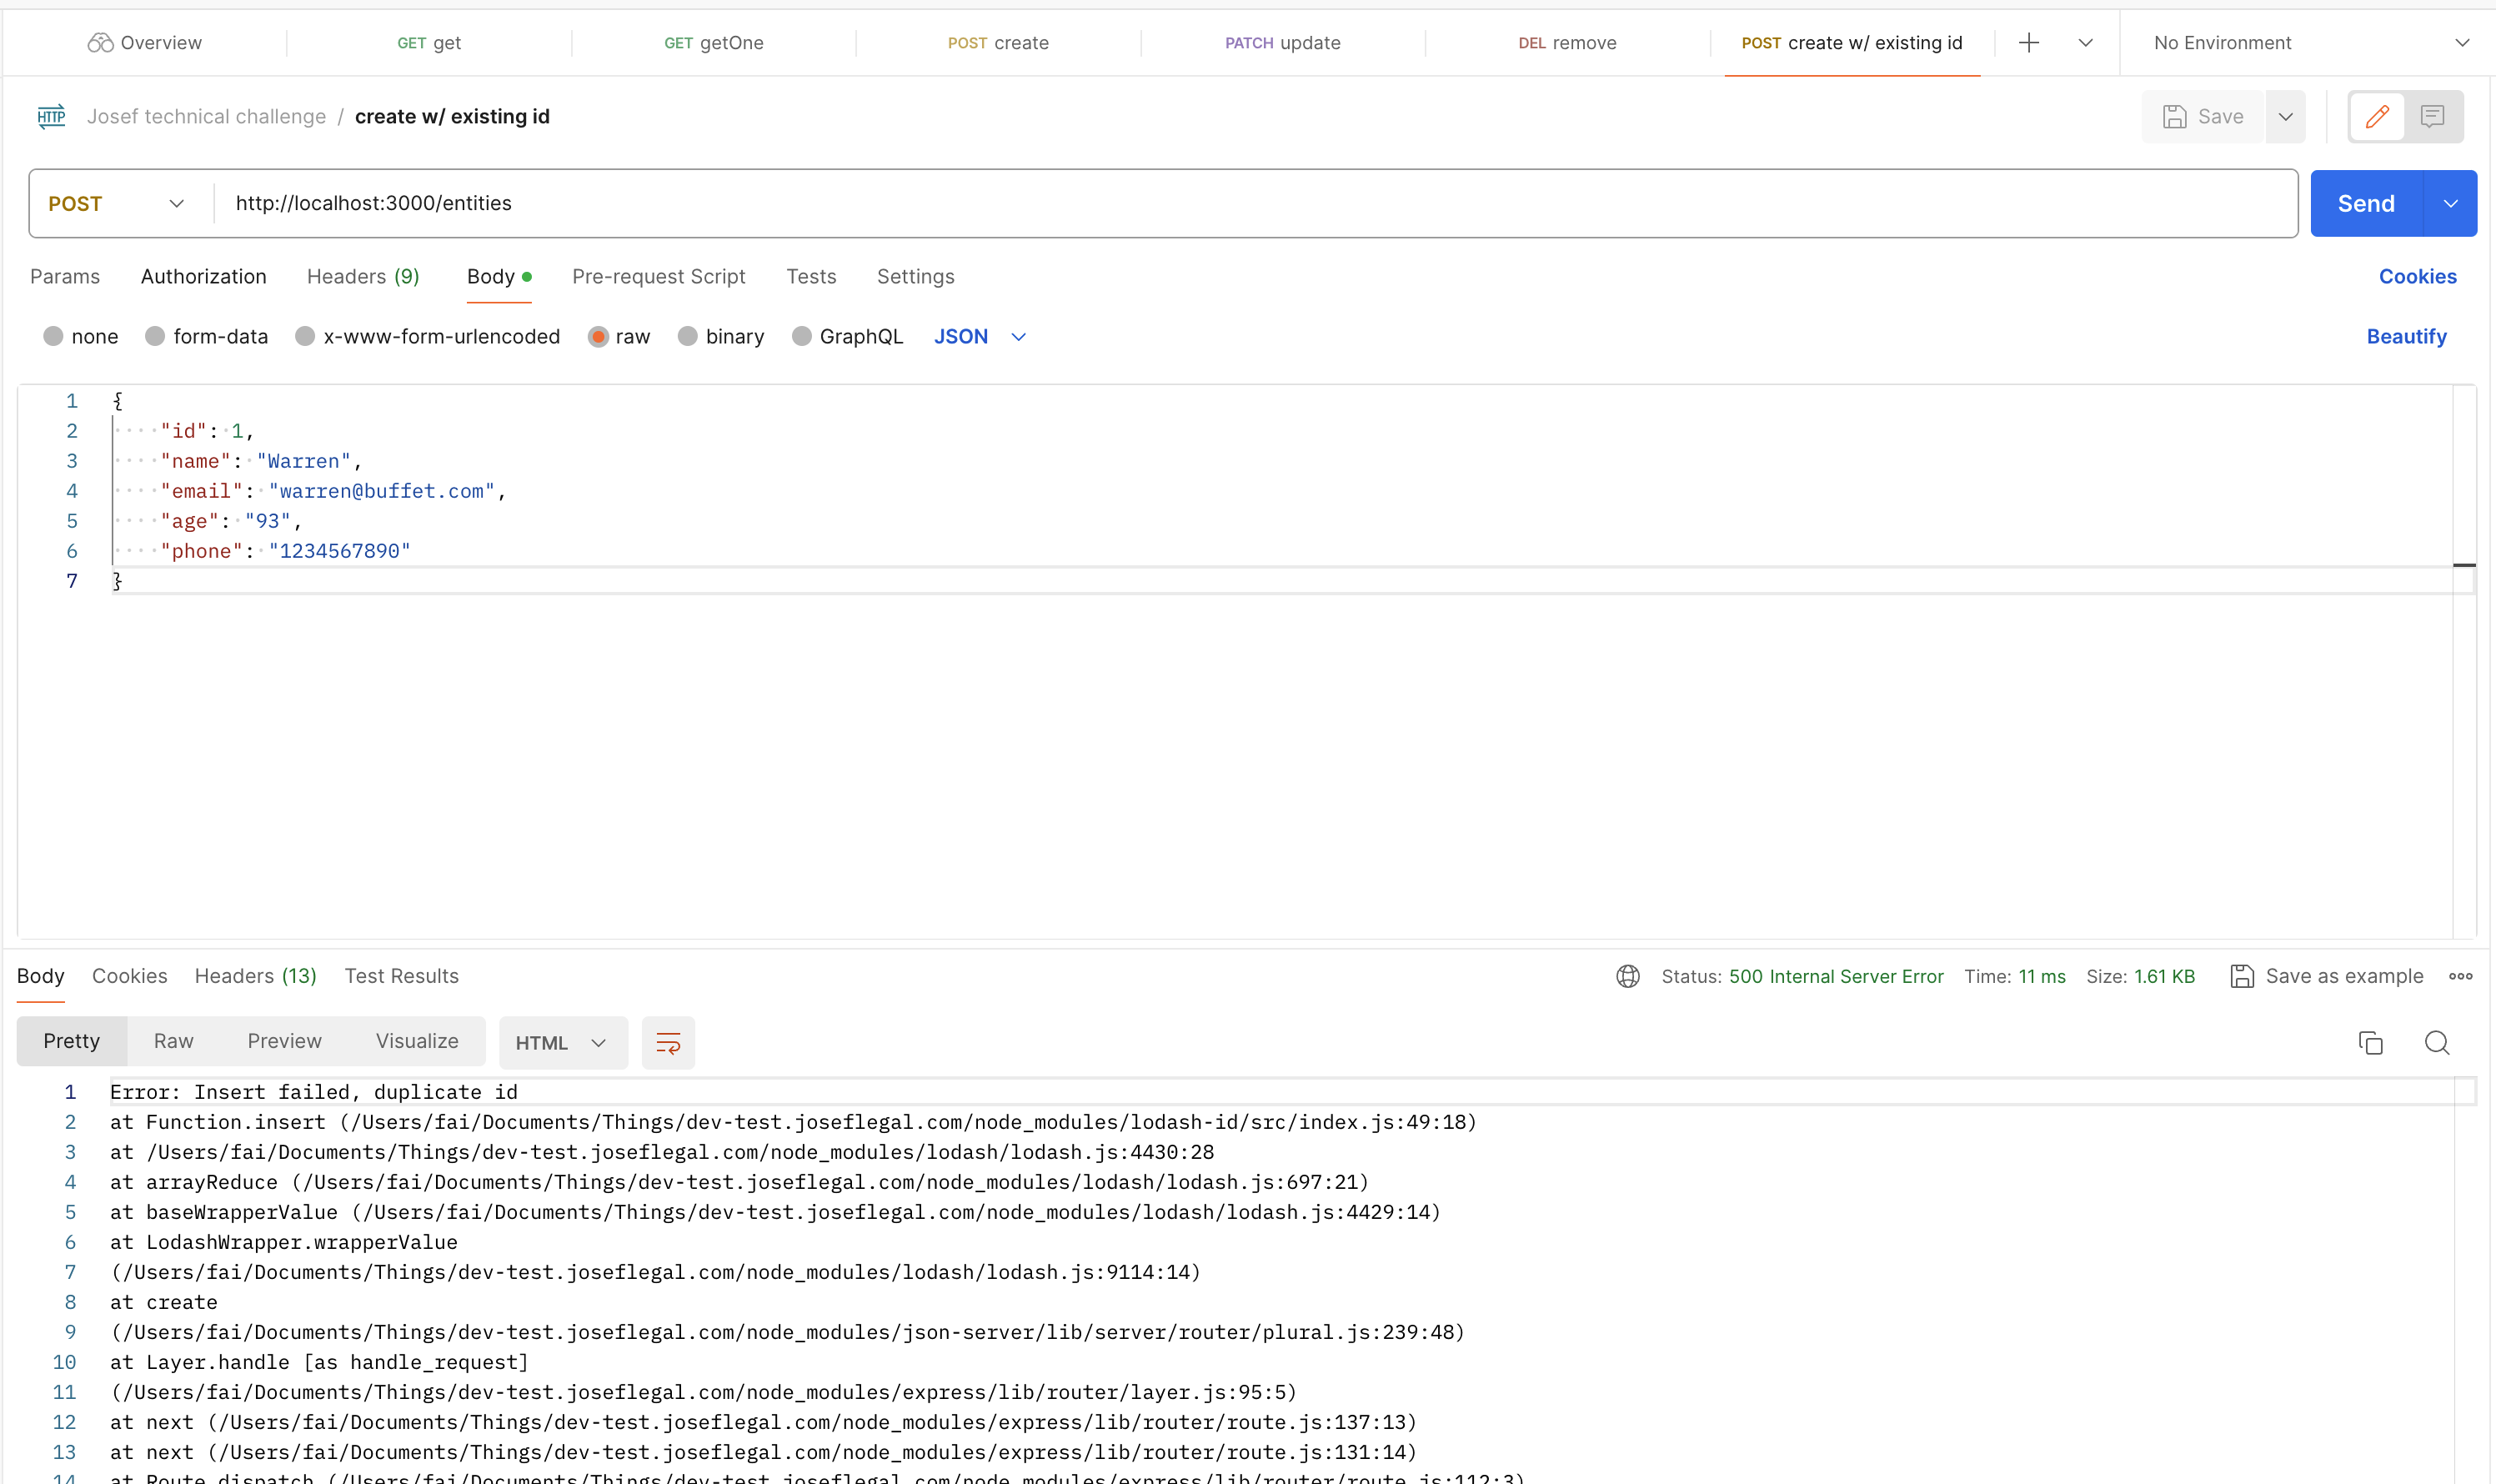 Overview GET get GET getOne POST create PATCH update DEL remove POST create w/ existing id No Environment
HTTP Josef technical challenge / create w/ existing id Save
POST http://localhost:3000/entities Send
Params Authorization Headers (9) Body Pre-request Script Tests Settings Cookies
none form-data x-www-form-urlencoded raw binary GraphQL JSON Beautify
1 {
2 "id": 1,
3 "name": "Warren",
4 "email": "warren@buffet.com",
5 "age": "93",
6 "phone": "1234567890"
7 }
Body Cookies Headers (13) Test Results Status: 500 Internal Server Error Time: 11 ms Size: 1.61 KB Save as example
Pretty Raw Preview Visualize HTML
1 Error: Insert failed, duplicate id
2 at Function.insert (/Users/fai/Documents/Things/dev-test.joseflegal.com/node_modules/lodash-id/src/index.js:49:18)
3 at /Users/fai/Documents/Things/dev-test.joseflegal.com/node_modules/lodash/lodash.js:4430:28
4 at arrayReduce (/Users/fai/Documents/Things/dev-test.joseflegal.com/node_modules/lodash/lodash.js:697:21)
5 at baseWrapperValue (/Users/fai/Documents/Things/dev-test.joseflegal.com/node_modules/lodash/lodash.js:4429:14)
6 at LodashWrapper.wrapperValue
7 (/Users/fai/Documents/Things/dev-test.joseflegal.com/node_modules/lodash/lodash.js:9114:14)
8 at create
9 (/Users/fai/Documents/Things/dev-test.joseflegal.com/node_modules/json-server/lib/server/router/plural.js:239:48)
10 at Layer.handle [as handle_request]
11 (/Users/fai/Documents/Things/dev-test.joseflegal.com/node_modules/express/lib/router/layer.js:95:5)
12 at next (/Users/fai/Documents/Things/dev-test.joseflegal.com/node_modules/express/lib/router/route.js:137:13)
13 at next (/Users/fai/Documents/Things/dev-test.joseflegal.com/node_modules/express/lib/router/route.js:131:14)
14 at Route.dispatch (/Users/fai/Documents/Things/dev-test.joseflegal.com/node_modules/express/lib/router/route.js:112:3)